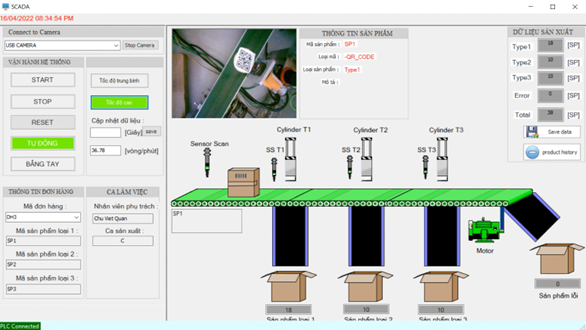 SCADA
16/04/2022 08:34:54 PM
Connect to Camera
USB CAMERA
Stop Camera
VẬN HÀNH HỆ THỐNG
START
STOP
RESET
TỰ ĐỘNG
BẰNG TAY
Tốc độ trung bình
Tốc độ cao
Cập nhật dữ liệu :
[Giây] save
36.78 [vòng/phút]
THÔNG TIN ĐƠN HÀNG
Mã đơn hàng :
DH3
Mã sản phẩm loại 1 :
SP1
Mã sản phẩm loại 2 :
SP2
Mã sản phẩm loại 3 :
SP3
CA LÀM VIỆC
Nhân viên phụ trách :
Chu Viet Quan
Ca sản xuất :
C
THÔNG TIN SẢN PHẨM
Mã sản phẩm : SP1
Loại mã : -QR_CODE
Loại sản phẩm : Type1
Mô tả :
DỮ LIỆU SẢN XUẤT
Type1 18 [SP]
Type2 10 [SP]
Type3 10 [SP]
Error 0 [SP]
Total 38 [SP]
Save data
product history
Cylinder T1
Cylinder T2
Cylinder T3
Sensor Scan
SS T1
SS T2
SS T3
SP1
Motor
18
10
10
0
Sản phẩm loại 1
Sản phẩm loại 2
Sản phẩm loại 3
Sản phẩm lỗi
PLC Connected